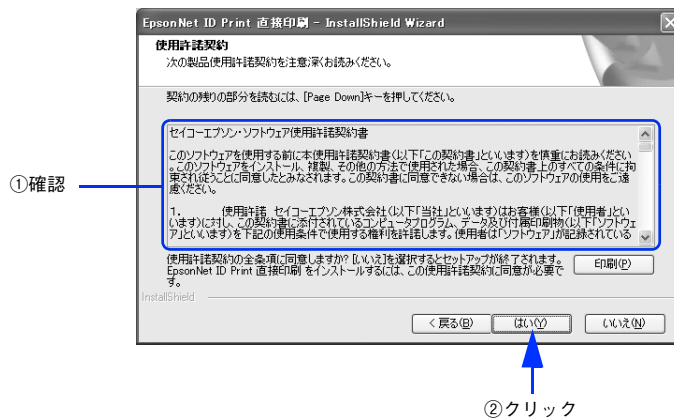 EpsonNet ID Print 直接印刷 - InstallShield Wizard
使用許諾契約
次の製品使用許諾契約を注意深くお読みください。
契約の残りの部分を読むには、[Page Down]キーを押してください。
セイコーエプソン・ソフトウェア使用許諾契約書
このソフトウェアを使用する前に本使用許諾契約書(以下「この契約書」といいます)を慎重にお読みください
。このソフトウェアをインストール、複製、その他の方法で使用された場合、この契約書上のすべての条件に拘
束され従うことに同意したとみなされます。この契約書に同意できない場合は、このソフトウェアの使用をご遠
慮ください。
1. 使用許諾 セイコーエプソン株式会社(以下「当社」といいます)はお客様(以下「使用者」とい
います)に対し、この契約書に添付されているコンピュータプログラム、データ及び付属印刷物(以下「ソフトウェ
ア」といいます)を下記の使用条件で使用する権利を許諾します。使用者は「ソフトウェア」が記録されている
①確認
使用許諾契約の全条項に同意しますか? [いいえ]を選択するとセットアップが終了されます。
EpsonNet ID Print 直接印刷 をインストールするには、この使用許諾契約に同意が必要で
す。
印刷(P)
InstallShield
< 戻る(B)
はい(Y)
いいえ(N)
②クリック